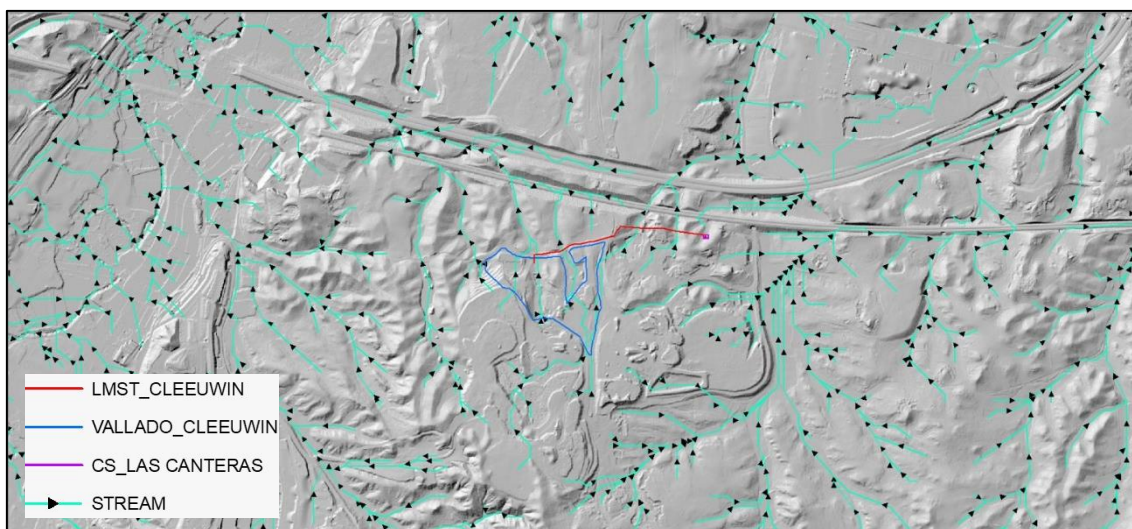 LMST_CLEEUWIN
VALLADO_CLEEUWIN
CS_LAS CANTERAS
STREAM